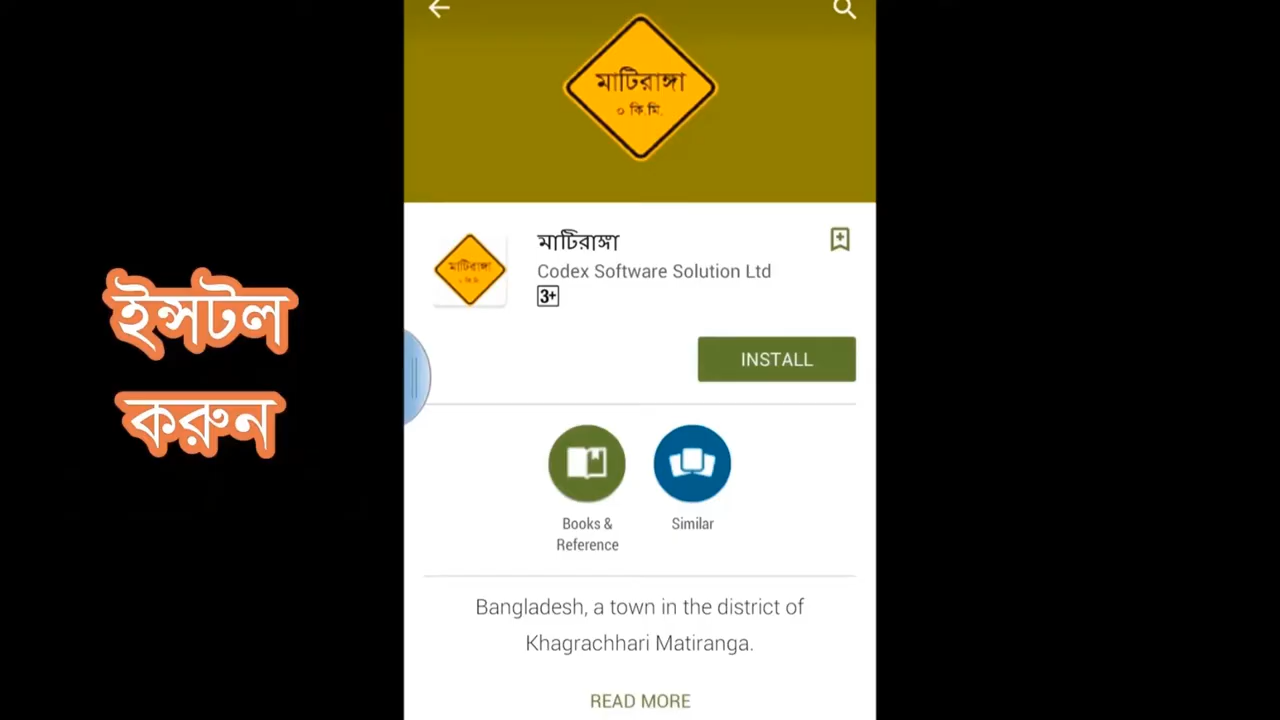 মাটিরাঙ্গা
০ কি.মি.
মাটিরাঙ্গা
০ কি.মি.
মাটিরাঙ্গা
Codex Software Solution Ltd
3+
ইন্সটল
করুন
INSTALL
Books &
Reference
Similar
Bangladesh, a town in the district of
Khagrachhari Matiranga.
READ MORE